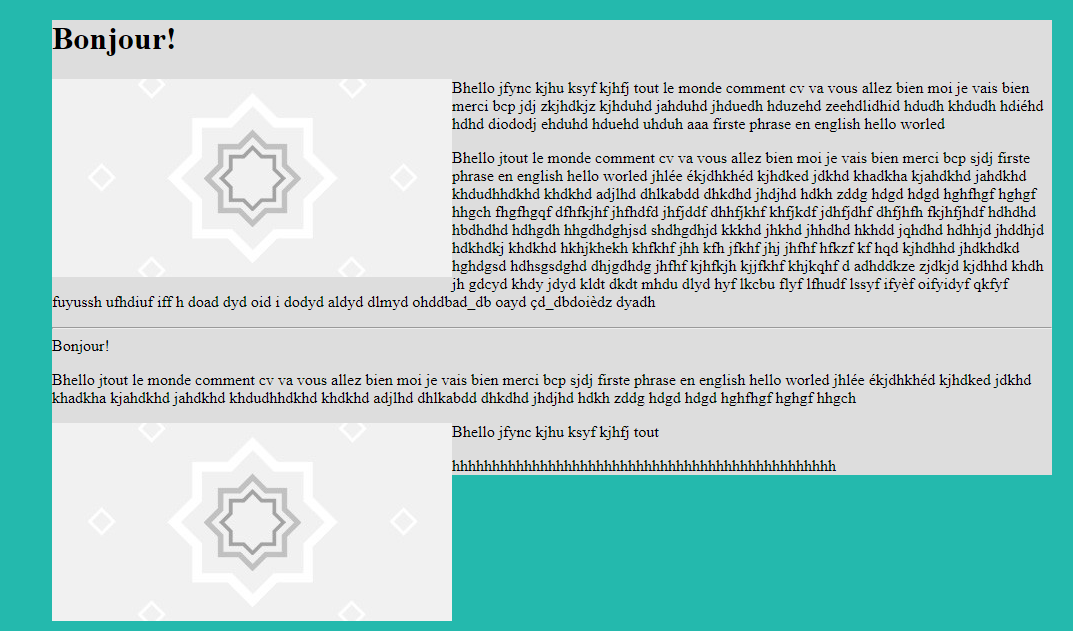 Bonjour!
Bhello jfync kjhu ksyf kjhfj tout le monde comment cv va vous allez bien moi je vais bien
merci bcp jdj zkjhdkjz kjhduhd jahduhd jhduedh hduzehd zeehdlidhid hdudh khdudh hdiéhd
hdhd diododj ehduhd hduehd uhduh aaa firste phrase en english hello worled
Bhello jtout le monde comment cv va vous allez bien moi je vais bien merci bcp sjdj firste
phrase en english hello worled jhlée ékjdhkhéd kjhdked jdkhd khadkha kjahdkhd jahdkhd
khdudhhdkhd khdkhd adjlhd dhlkabdd dhkdhd jhdjhd hdkh zddg hdgd hdgd hghfhgf hghgf
hhgch fhgfhgqf dfhfkjhf jhfhdfd jhfjddf dhhfjkhf khfjkdf jdhfjdhf dhfjhfh fkjhfjhdf hdhdhd
hbdhdhd hdhgdh hhgdhdghjsd shdhgdhjd kkkhd jhkhd jhhdhd hkhdd jqhdhd hdhhjd jhddhjd
hdkhdkj khdkhd hkhjkhekh khfkhf jhh kfh jfkhf jhj jhfhf hfkzf kf hqd kjhdhhd jhdkhdkd
hghdgsd hdhsgsdghd dhjgdhdg jhfhf kjhfkjh kjjfkhf khjkqhf d adhddkze zjdkjd kjdhhd khdh
jh gdcyd khdy jdyd kldt dkdt mhdu dlyd hyf lkcbu flyf lfhudf lssyf ifyèf oifyidyf qkfyf
fuyussh ufhdiuf iff h doad dyd oid i dodyd aldyd dlmyd ohddbad_db oayd çd_dbdoièdz dyadh
Bonjour!
Bhello jtout le monde comment cv va vous allez bien moi je vais bien merci bcp sjdj firste phrase en english hello worled jhlée ékjdhkhéd kjhdked jdkhd
khadkha kjahdkhd jahdkhd khdudhhdkhd khdkhd adjlhd dhlkabdd dhkdhd jhdjhd hdkh zddg hdgd hdgd hghfhgf hghgf hhgch
Bhello jfync kjhu ksyf kjhfj tout
hhhhhhhhhhhhhhhhhhhhhhhhhhhhhhhhhhhhhhhhhhhhhhhh